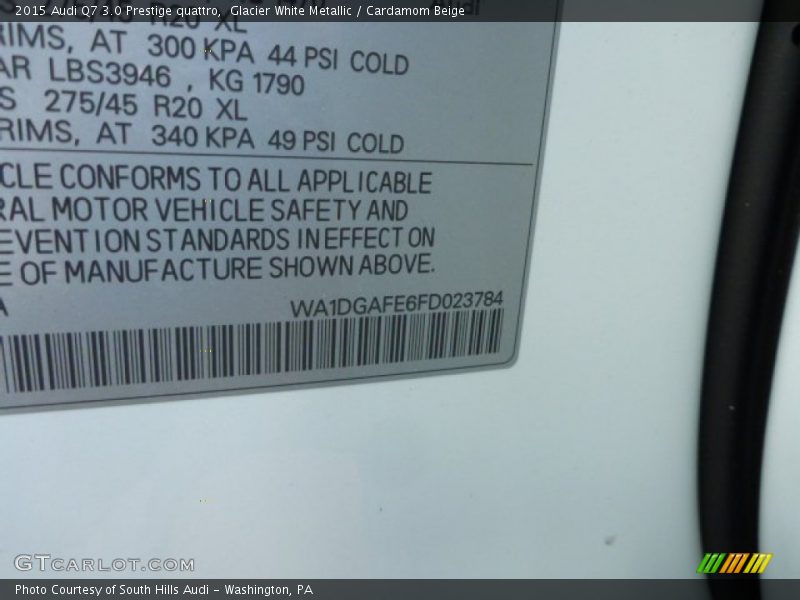 2015 Audi Q7 3.0 Prestige quattro, Glacier White Metallic / Cardamom Beige
R20 XL
RIMS, AT 300 KPA 44 PSI COLD
AR LBS3946 , KG 1790
S 275/45 R20 XL
RIMS, AT 340 KPA 49 PSI COLD
CLE CONFORMS TO ALL APPLICABLE
RAL MOTOR VEHICLE SAFETY AND
EVENTION STANDARDS IN EFFECT ON
E OF MANUFACTURE SHOWN ABOVE.
A WA1DGAFE6FD023784
GTCARLOT.COM
Photo Courtesy of South Hills Audi - Washington, PA